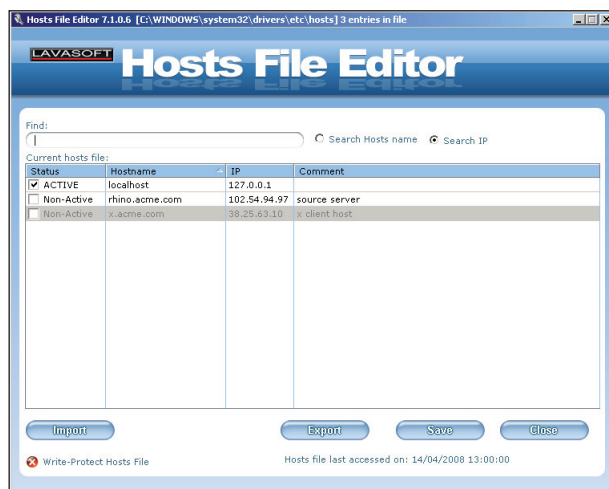 Hosts File Editor 7.1.0.6 [C:\WINDOWS\system32\drivers\etc\hosts] 3 entries in file
LAVASOFT Hosts File Editor
Find:
Search Hosts name Search IP
Current hosts file:
Status Hostname IP Comment
ACTIVE localhost 127.0.0.1
Non-Active rhino.acme.com 102.54.94.97 source server
Non-Active x.acme.com 38.25.63.10 x client host
Import Export Save Close
Write-Protect Hosts File Hosts file last accessed on: 14/04/2008 13:00:00